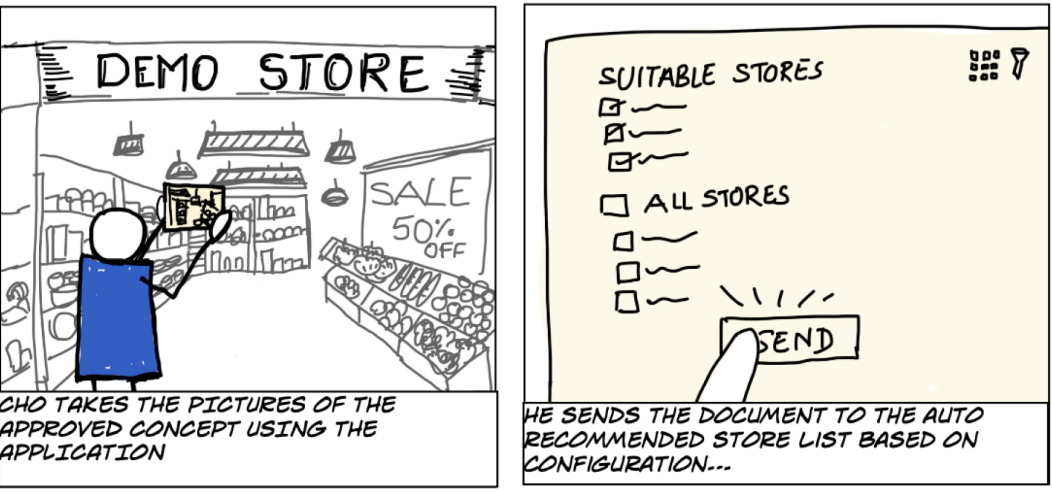 DEMO STORE
SALE
50%
OFF
CHO TAKES THE PICTURES OF THE
APPROVED CONCEPT USING THE
APPLICATION
SUITABLE STORES
ALL STORES
SEND
HE SENDS THE DOCUMENT TO THE AUTO
RECOMMENDED STORE LIST BASED ON
CONFIGURATION...